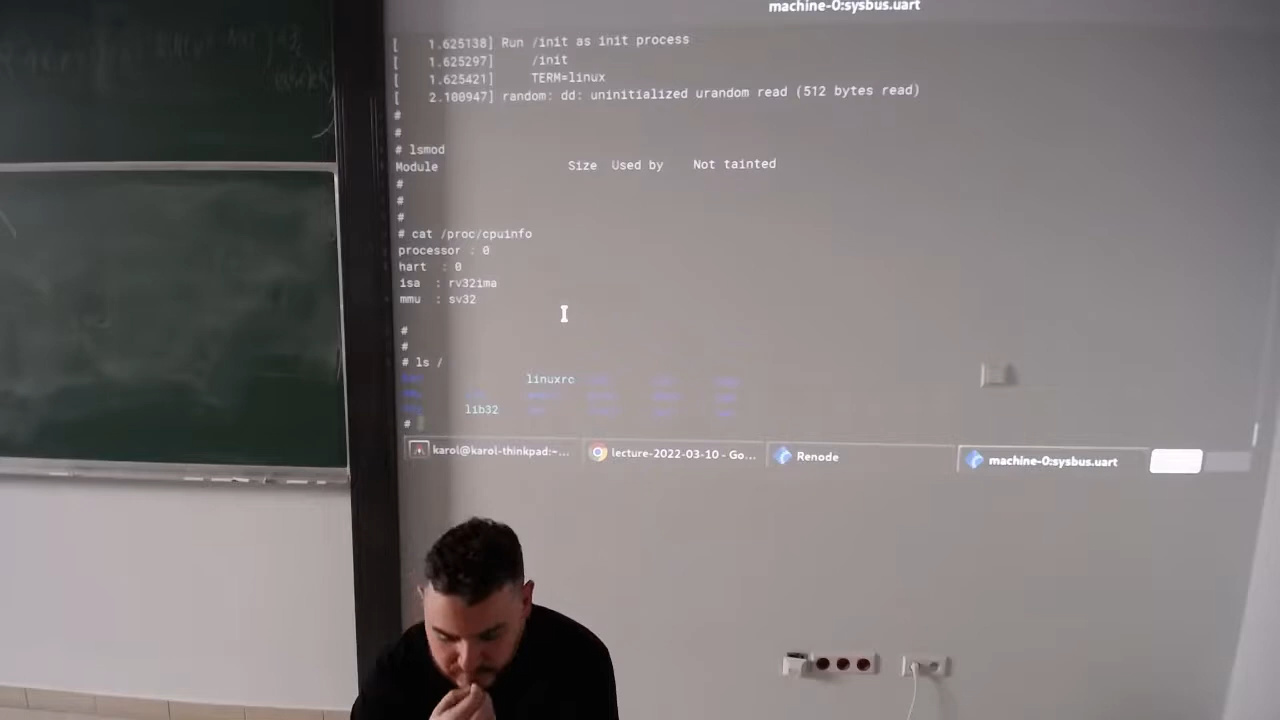 machine-0:sysbus.uart
[    1.625138] Run /init as init process
[    1.625297]     /init
[    1.625421]     TERM=linux
[    2.180947] random: dd: uninitialized urandom read (512 bytes read)
#
#
# lsmod
Module                  Size  Used by    Not tainted
#
#
#
# cat /proc/cpuinfo
processor : 0
hart  : 0
isa  : rv32ima
mmu  : sv32
#
#
# ls /
linuxrc
lib32
#
karol@karol-thinkpad:~... lecture-2022-03-10 - Go... Renode machine-0:sysbus.uart